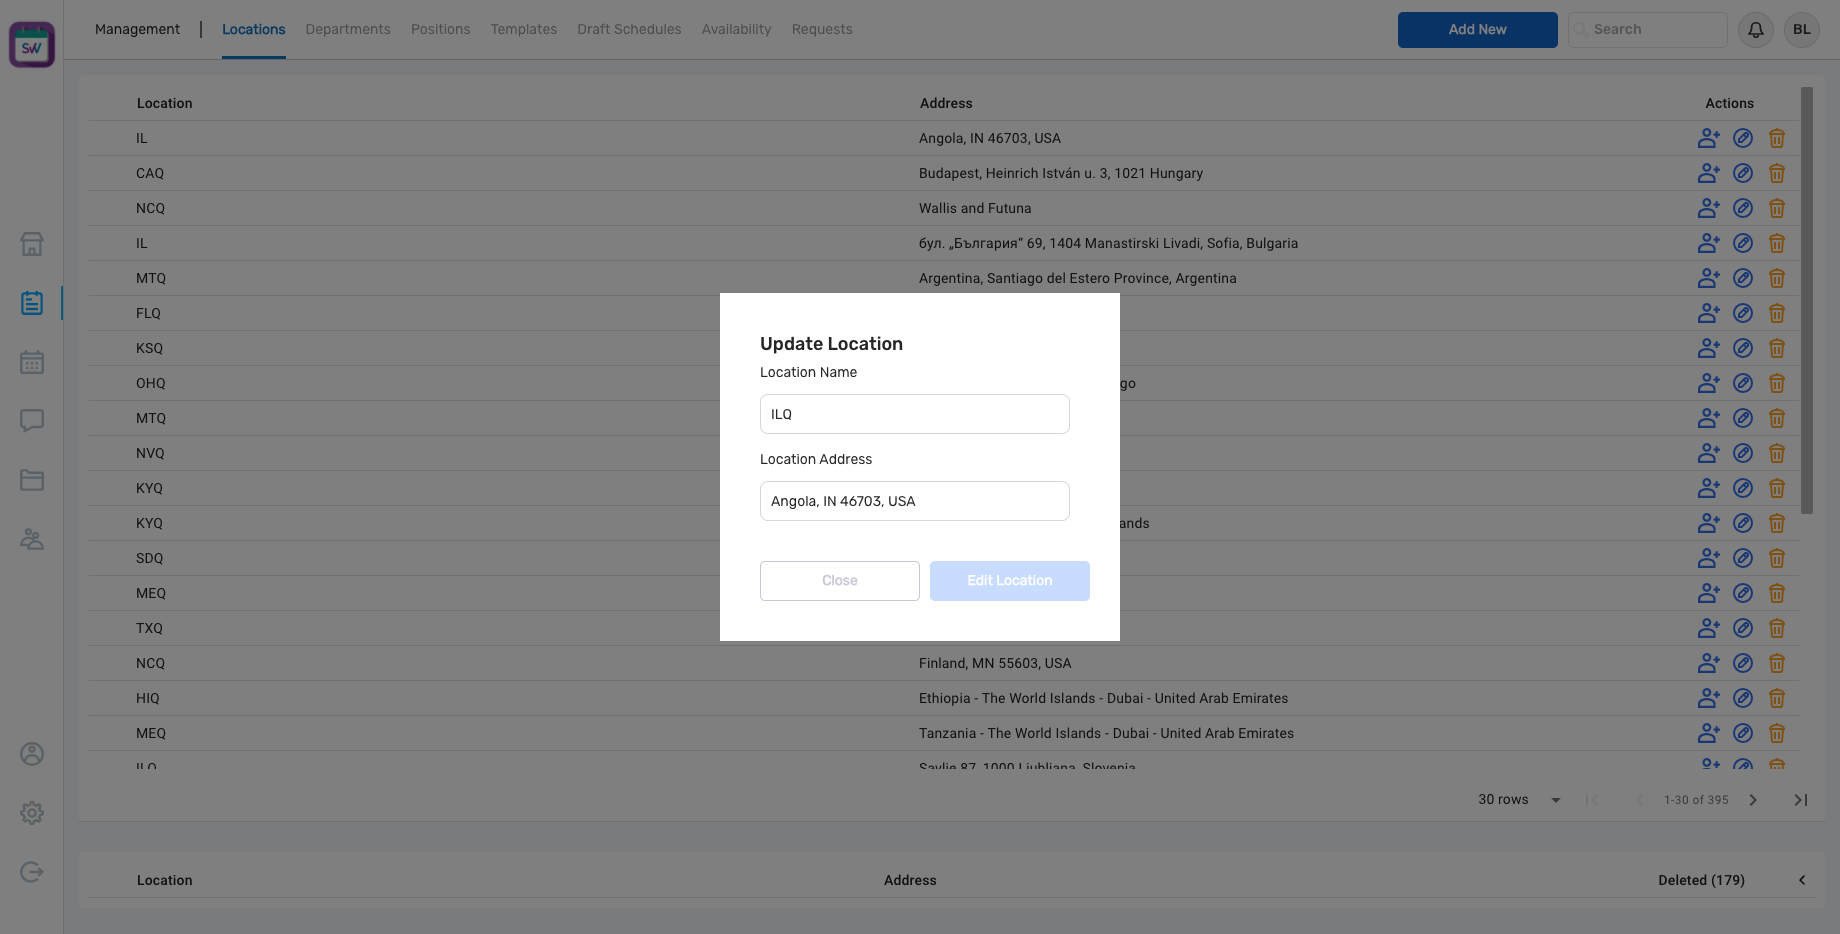 SW
Management | Locations Departments Positions Templates Draft Schedules Availability Requests Add New Search BL
Location Address Actions
IL Angola, IN 46703, USA
CAQ Budapest, Heinrich István u. 3, 1021 Hungary
NCQ Wallis and Futuna
IL бул. „България“ 69, 1404 Manastirski Livadi, Sofia, Bulgaria
MTQ Argentina, Santiago del Estero Province, Argentina
FLQ
KSQ
OHQ go
MTQ
NVQ
KYQ
KYQ ands
SDQ
MEQ
TXQ
NCQ Finland, MN 55603, USA
HIQ Ethiopia - The World Islands - Dubai - United Arab Emirates
MEQ Tanzania - The World Islands - Dubai - United Arab Emirates
ILQ Savlje 87, 1000 Ljubljana, Slovenia
Update Location
Location Name
ILQ
Location Address
Angola, IN 46703, USA
Close Edit Location
30 rows 1-30 of 395
Location Address Deleted (179)